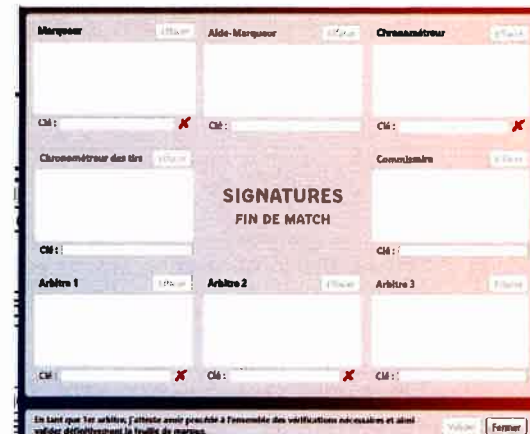 Marqueur Effacer Aide-Marqueur Effacer Chronométreur Effacer
Clé : Clé : Clé :
Chronométreur des tirs Effacer Commissaire Effacer
SIGNATURES
FIN DE MATCH
Clé : Clé :
Arbitre 1 Effacer Arbitre 2 Effacer Arbitre 3 Effacer
Clé : Clé : Clé :
En tant que 1er arbitre, j'atteste avoir procédé à l'ensemble des vérifications nécessaires et ainsi
valider définitivement la feuille de marque.
Valider Fermer